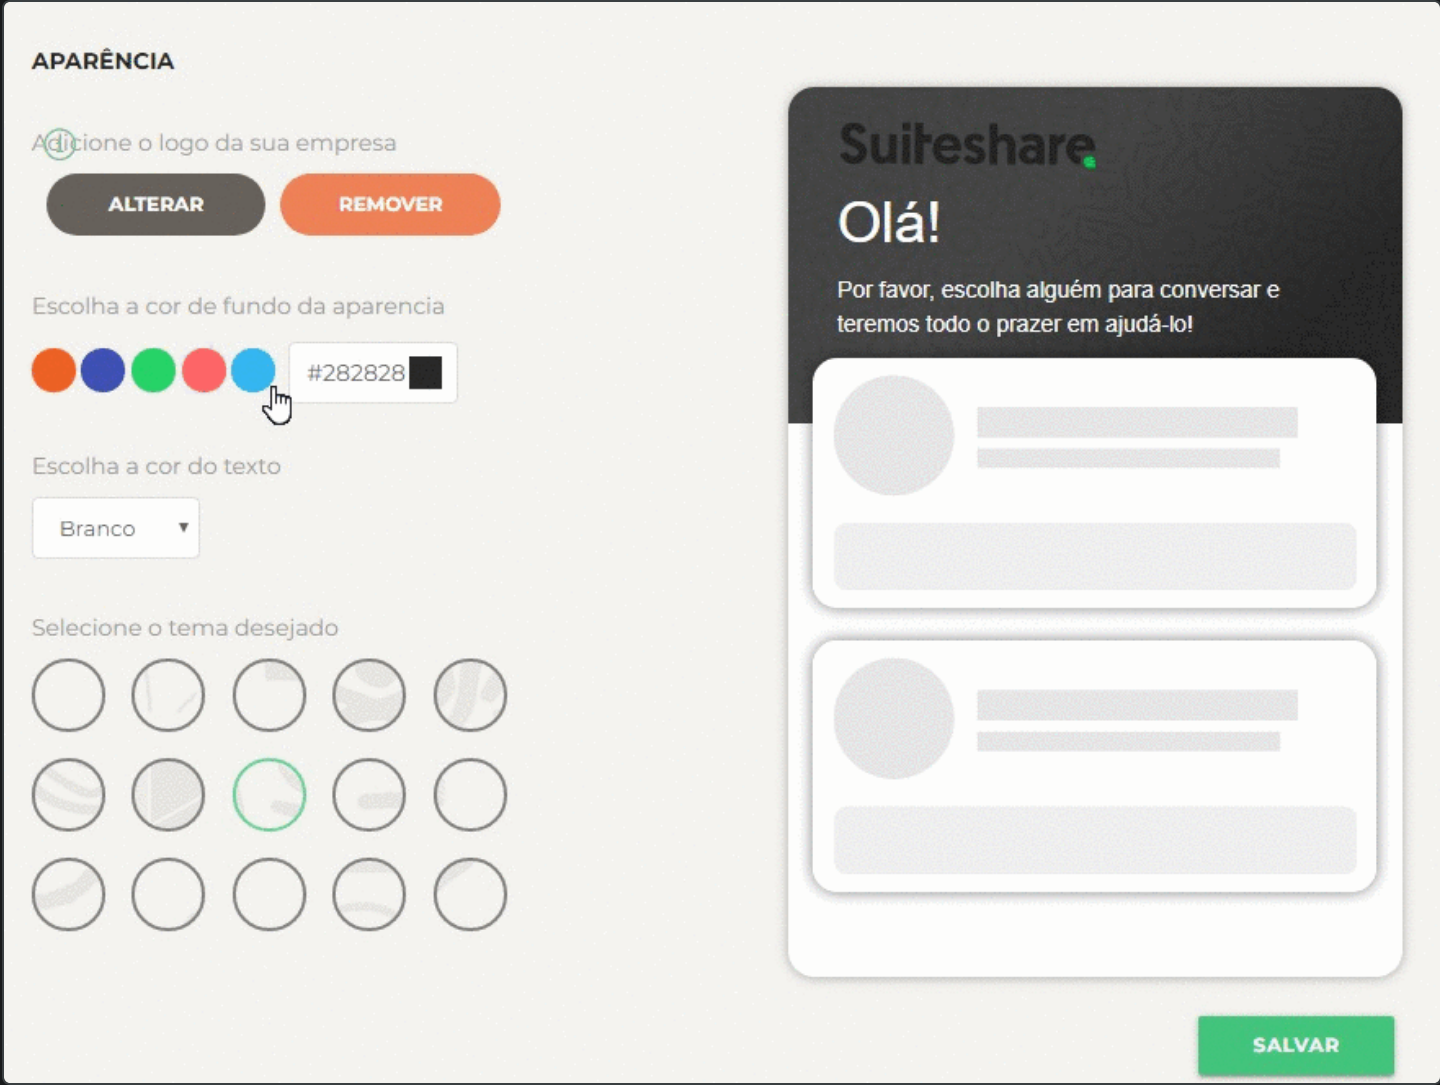 APARÊNCIA
Adicione o logo da sua empresa
ALTERAR
REMOVER
Escolha a cor de fundo da aparencia
#282828
Escolha a cor do texto
Branco
Selecione o tema desejado
Suiteshare
Olá!
Por favor, escolha alguém para conversar e
teremos todo o prazer em ajudá-lo!
SALVAR